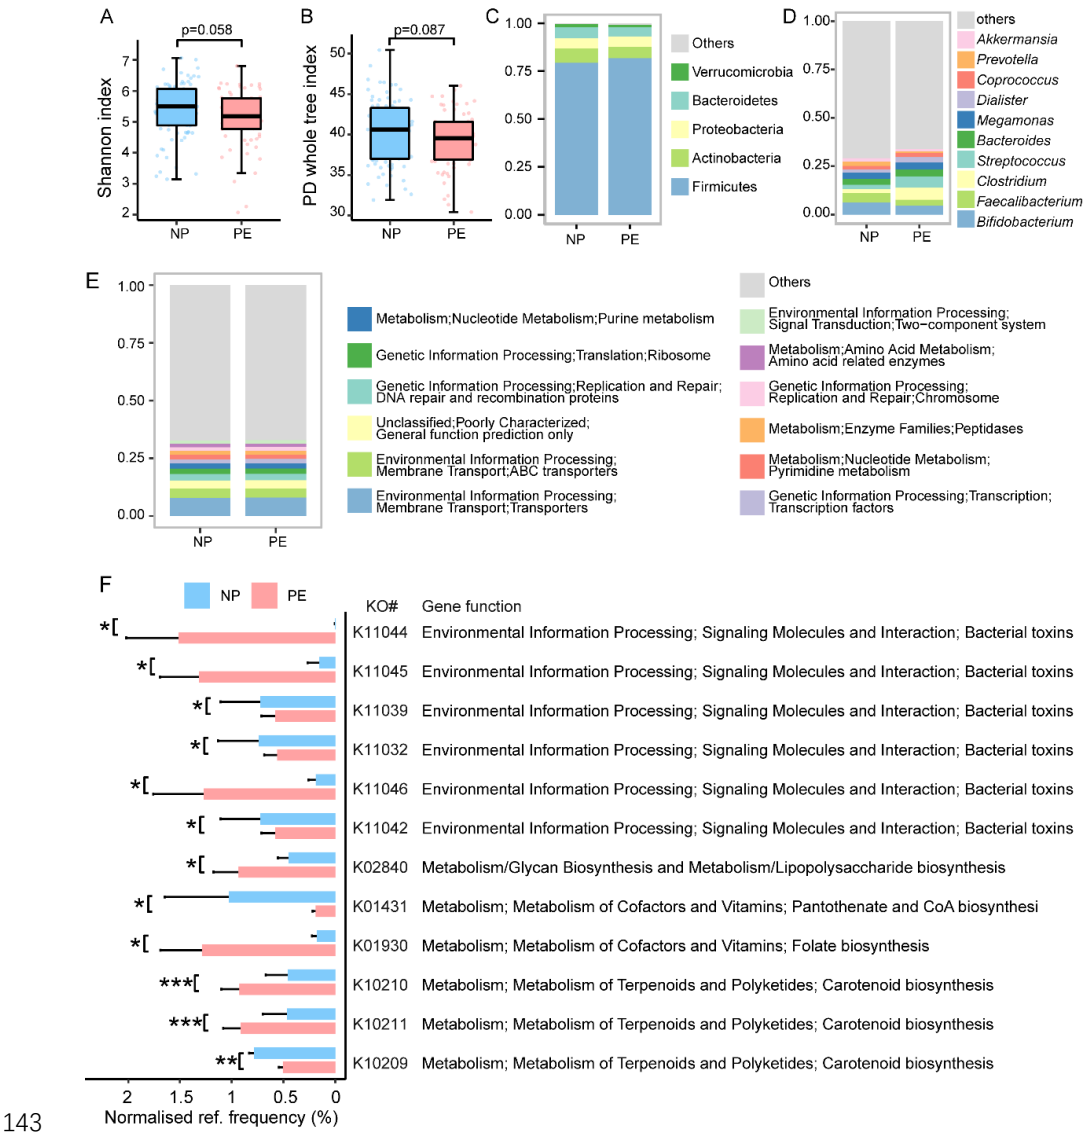 A
p=0.058
Shannon index
7
6
5
4
3
2
NP
PE
B
p=0.087
PD whole tree index
50
45
40
35
30
NP
PE
C
1.00
0.75
0.50
0.25
0.00
NP
PE
Others
Verrucomicrobia
Bacteroidetes
Proteobacteria
Actinobacteria
Firmicutes
D
1.00
0.75
0.50
0.25
0.00
NP
PE
others
Akkermansia
Prevotella
Coprococcus
Dialister
Megamonas
Bacteroides
Streptococcus
Clostridium
Faecalibacterium
Bifidobacterium
E
1.00
0.75
0.50
0.25
0.00
NP
PE
Metabolism;Nucleotide Metabolism;Purine metabolism
Genetic Information Processing;Translation;Ribosome
Genetic Information Processing;Replication and Repair;
DNA repair and recombination proteins
Unclassified;Poorly Characterized;
General function prediction only
Environmental Information Processing;
Membrane Transport;ABC transporters
Environmental Information Processing;
Membrane Transport;Transporters
Others
Environmental Information Processing;
Signal Transduction;Two−component system
Metabolism;Amino Acid Metabolism;
Amino acid related enzymes
Genetic Information Processing;
Replication and Repair;Chromosome
Metabolism;Enzyme Families;Peptidases
Metabolism;Nucleotide Metabolism;
Pyrimidine metabolism
Genetic Information Processing;Transcription;
Transcription factors
F
NP
PE
KO# Gene function
* K11044 Environmental Information Processing; Signaling Molecules and Interaction; Bacterial toxins
* K11045 Environmental Information Processing; Signaling Molecules and Interaction; Bacterial toxins
* K11039 Environmental Information Processing; Signaling Molecules and Interaction; Bacterial toxins
* K11032 Environmental Information Processing; Signaling Molecules and Interaction; Bacterial toxins
* K11046 Environmental Information Processing; Signaling Molecules and Interaction; Bacterial toxins
* K11042 Environmental Information Processing; Signaling Molecules and Interaction; Bacterial toxins
* K02840 Metabolism/Glycan Biosynthesis and Metabolism/Lipopolysaccharide biosynthesis
* K01431 Metabolism; Metabolism of Cofactors and Vitamins; Pantothenate and CoA biosynthesi
* K01930 Metabolism; Metabolism of Cofactors and Vitamins; Folate biosynthesis
*** K10210 Metabolism; Metabolism of Terpenoids and Polyketides; Carotenoid biosynthesis
*** K10211 Metabolism; Metabolism of Terpenoids and Polyketides; Carotenoid biosynthesis
** K10209 Metabolism; Metabolism of Terpenoids and Polyketides; Carotenoid biosynthesis
2 1.5 1 0.5 0
Normalised ref. frequency (%)
143